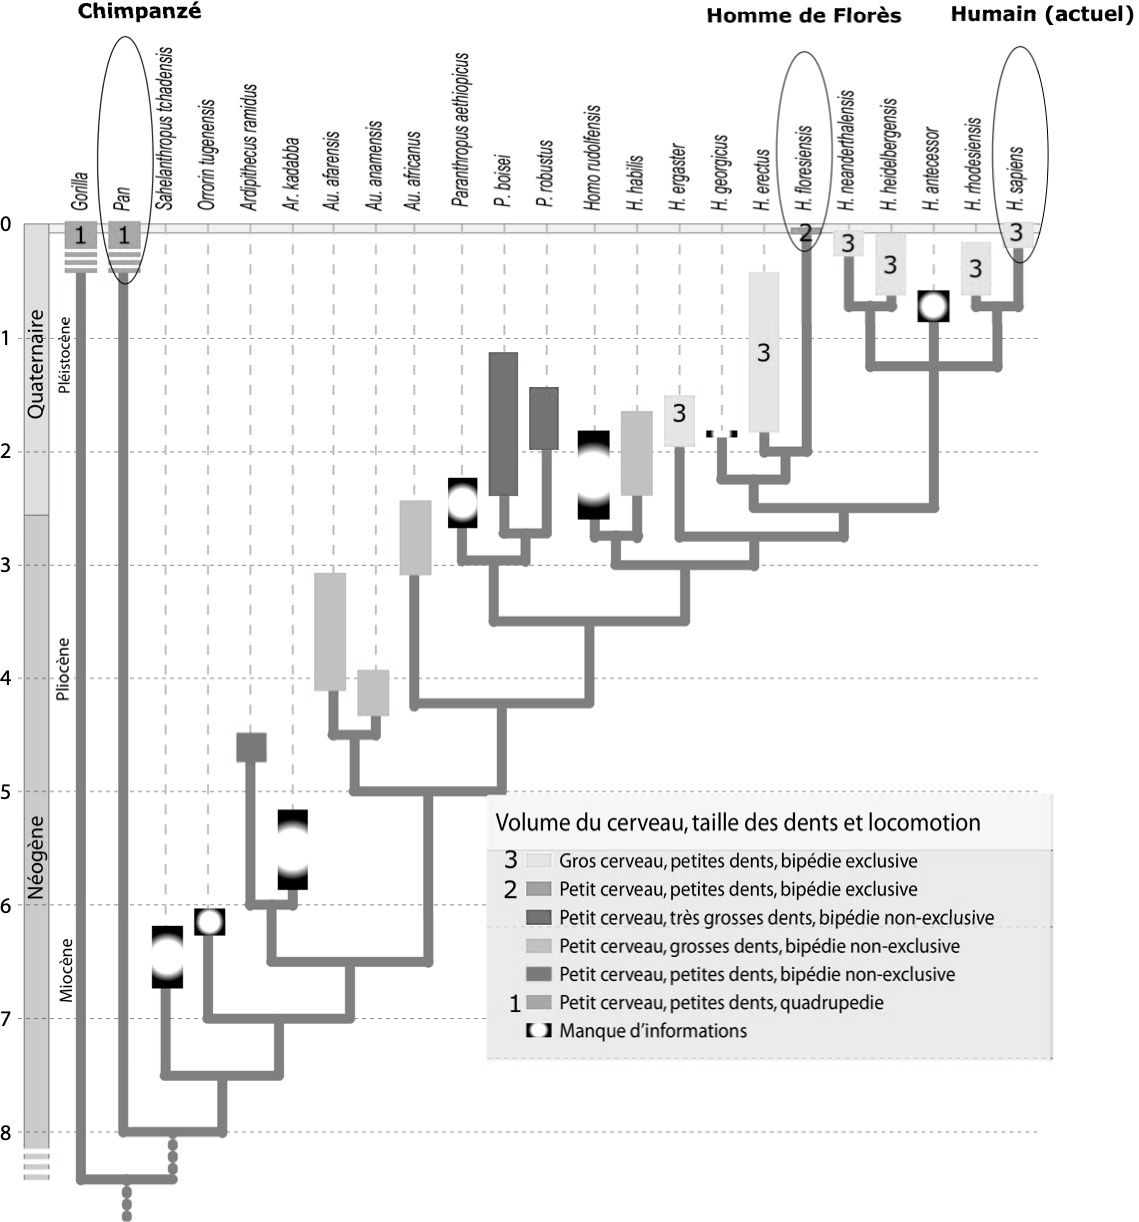 Chimpanzé
Homme de Florès
Humain (actuel)
Gorilla
Pan
Sahelanthropus tchadensis
Orrorin tugenensis
Ardipithecus ramidus
Ar. kadabba
Au. afarensis
Au. anamensis
Au. africanus
Paranthropus aethiopicus
P. boisei
P. robustus
Homo rudolfensis
H. habilis
H. ergaster
H. georgicus
H. erectus
H. floresiensis
H. neanderthalensis
H. heidelbergensis
H. antecessor
H. rhodesiensis
H. sapiens
0
1
1
2
3
3
3
3
1
3
3
2
3
4
5
6
7
8
Quaternaire
Pléistocène
Néogène
Pliocène
Miocène
Volume du cerveau, taille des dents et locomotion
3 Gros cerveau, petites dents, bipédie exclusive
2 Petit cerveau, petites dents, bipédie exclusive
Petit cerveau, très grosses dents, bipédie non-exclusive
Petit cerveau, grosses dents, bipédie non-exclusive
Petit cerveau, petites dents, bipédie non-exclusive
1 Petit cerveau, petites dents, quadrupedie
Manque d'informations